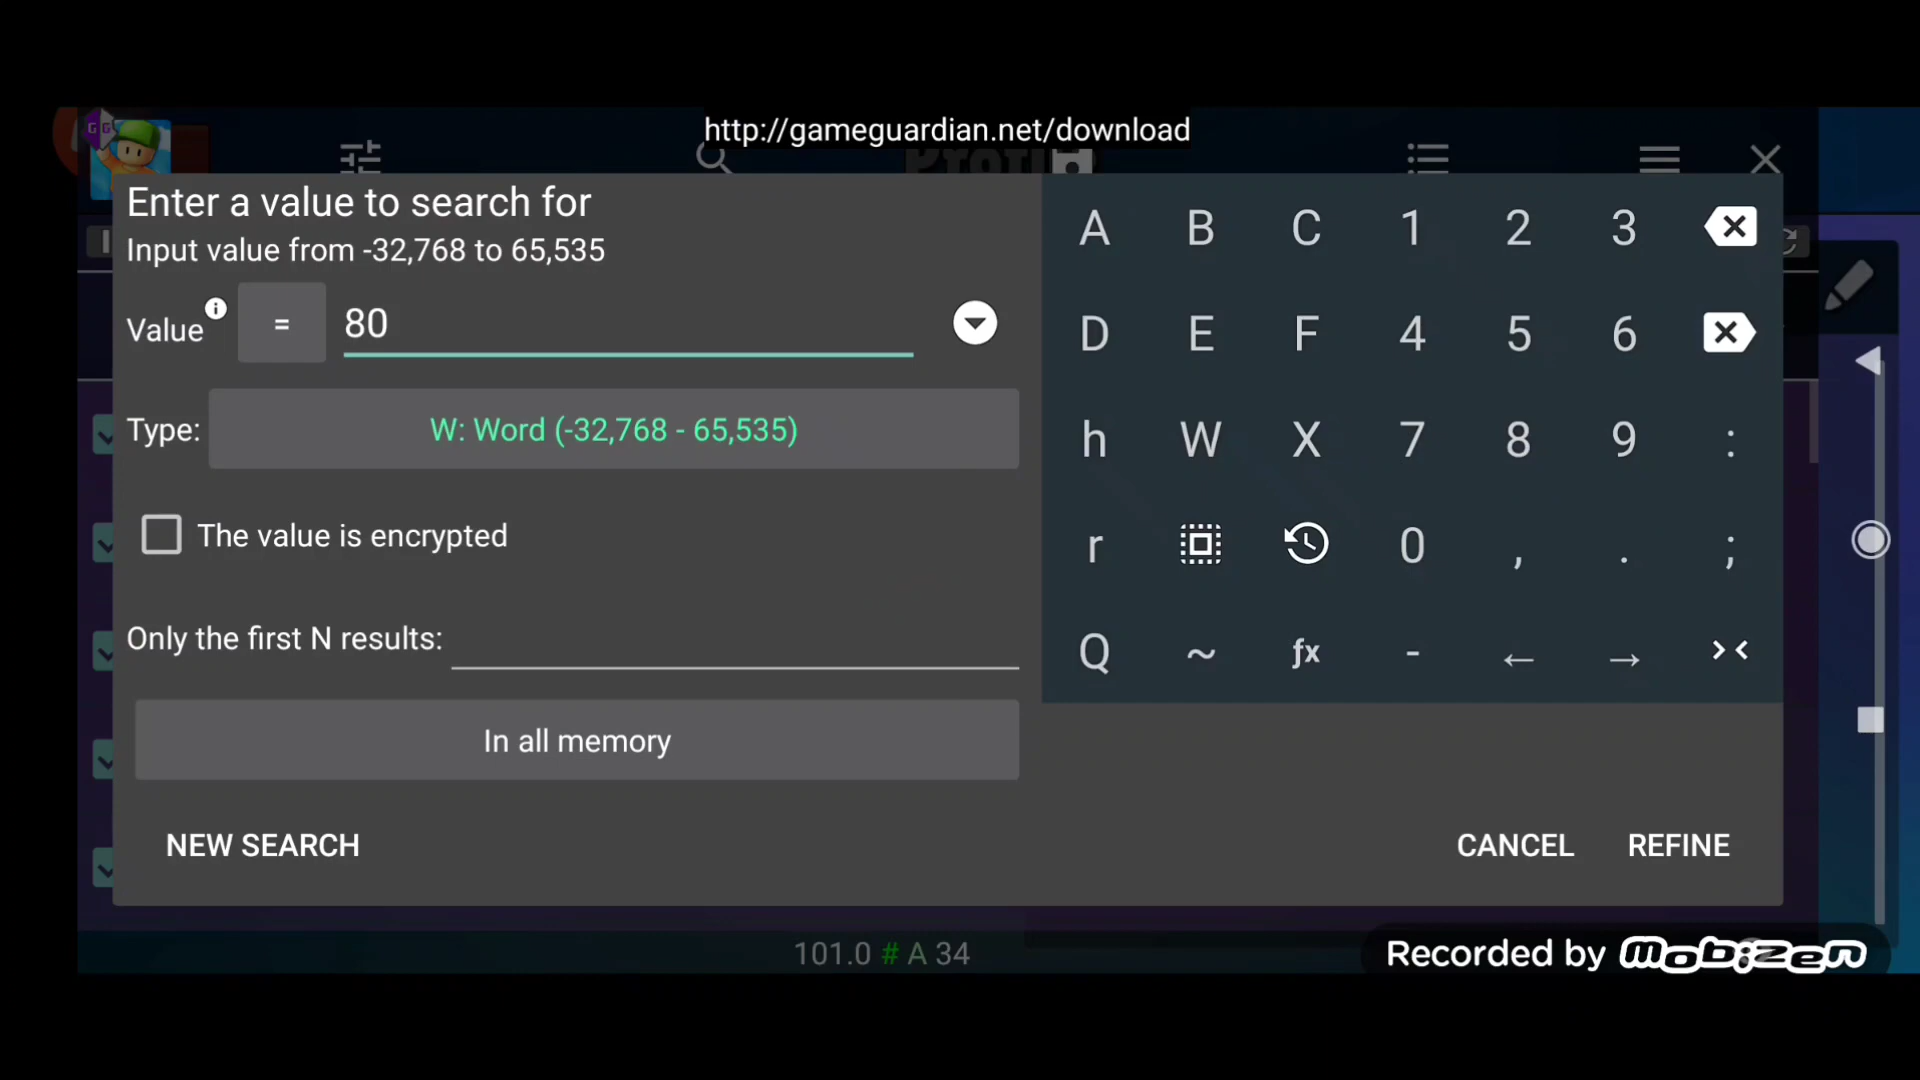 http://gameguardian.net/download
GG
Enter a value to search for
Input value from -32,768 to 65,535
Value i = 80
Type: W: Word (-32,768 - 65,535)
The value is encrypted
Only the first N results:
In all memory
NEW SEARCH
CANCEL REFINE
A B C 1 2 3
D E F 4 5 6
h W X 7 8 9 :
r 0 , . ;
Q ~ fx - ← → ><
101.0 # A 34
Recorded by mobizen